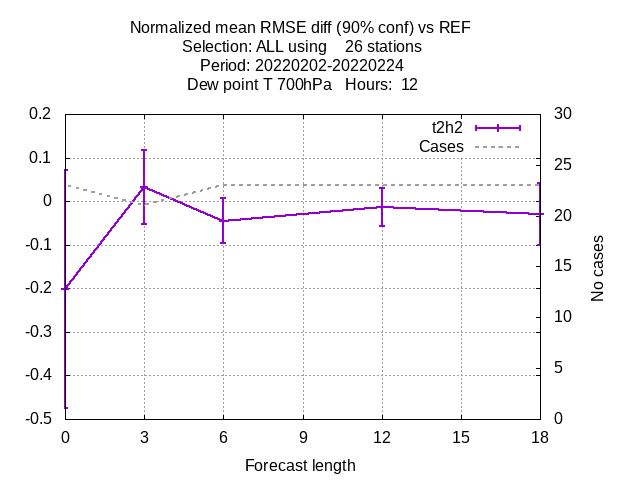 Normalized mean RMSE diff (90% conf) vs REF
Selection: ALL using    26 stations
Period: 20220202-20220224
Dew point T 700hPa   Hours:  12
t2h2
Cases
0.2
0.1
0
-0.1
-0.2
-0.3
-0.4
-0.5
30
25
20
15
10
5
0
No cases
0 3 6 9 12 15 18
Forecast length